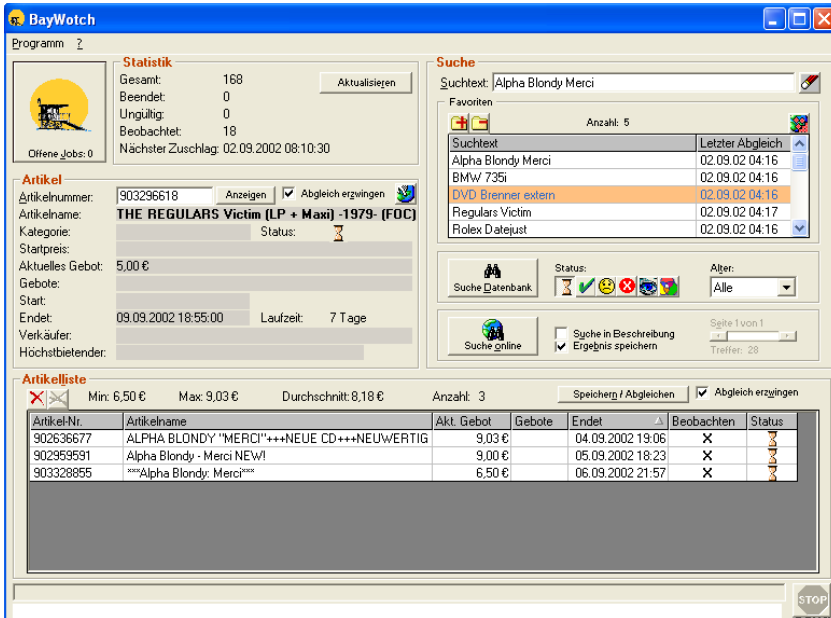 BayWotch
Programm ?
Statistik
Gesamt: 168
Aktualisieren
Beendet: 0
Ungültig: 0
Beobachtet: 18
Nächster Zuschlag: 02.09.2002 08:10:30
Offene Jobs: 0
Suche
Suchtext: Alpha Blondy Merci
Favoriten
Anzahl: 5
Suchtext Letzter Abgleich
Alpha Blondy Merci 02.09.02 04:16
BMW 735i 02.09.02 04:16
DVD Brenner extern 02.09.02 04:16
Regulars Victim 02.09.02 04:17
Rolex Datejust 02.09.02 04:16
Artikel
Artikelnummer: 903296618 Anzeigen Abgleich erzwingen
Artikelname: THE REGULARS Victim (LP + Maxi) -1979- (FOC)
Kategorie: Status:
Startpreis:
Aktuelles Gebot: 5,00 €
Gebote:
Start:
Endet: 09.09.2002 18:55:00 Laufzeit: 7 Tage
Verkäufer:
Höchstbietender:
Suche Datenbank
Status:
Alter:
Alle
Suche online
Suche in Beschreibung
Ergebnis speichern
Seite 1 von 1
Treffer: 28
Artikelliste
Min: 6,50 € Max: 9,03 € Durchschnitt: 8,18 € Anzahl: 3 Speichern / Abgleichen Abgleich erzwingen
Artikel-Nr. Artikelname Akt. Gebot Gebote Endet Beobachten Status
902636677 ALPHA BLONDY "MERCI"+++NEUE CD+++NEUWERTIG 9,03 € 04.09.2002 19:06 X
902959591 Alpha Blondy - Merci NEW! 9,00 € 05.09.2002 18:23 X
903328855 ***Alpha Blondy: Merci*** 6,50 € 06.09.2002 21:57 X
STOP